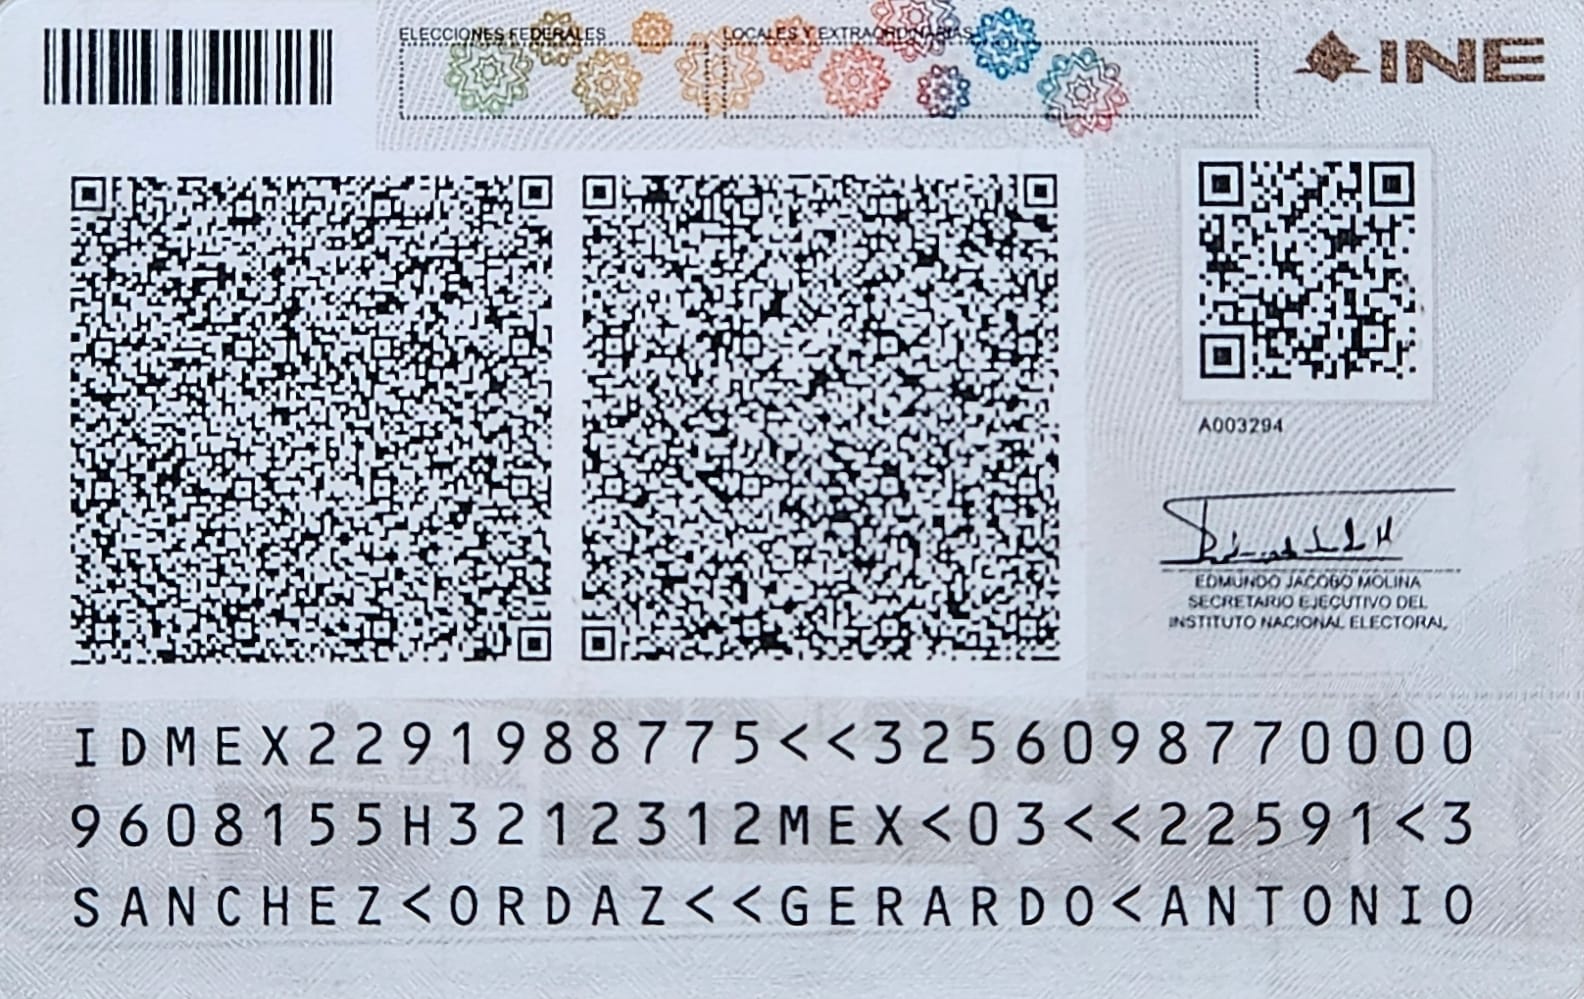 ELECCIONES FEDERALES LOCALES Y EXTRAORDINARIAS
INE
A003294
EDMUNDO JACOBO MOLINA
SECRETARIO EJECUTIVO DEL
INSTITUTO NACIONAL ELECTORAL
IDMEX2291988775<<3256098770000
9608155H3212312MEX<03<<22591<3
SANCHEZ<ORDAZ<<GERARDO<ANTONIO